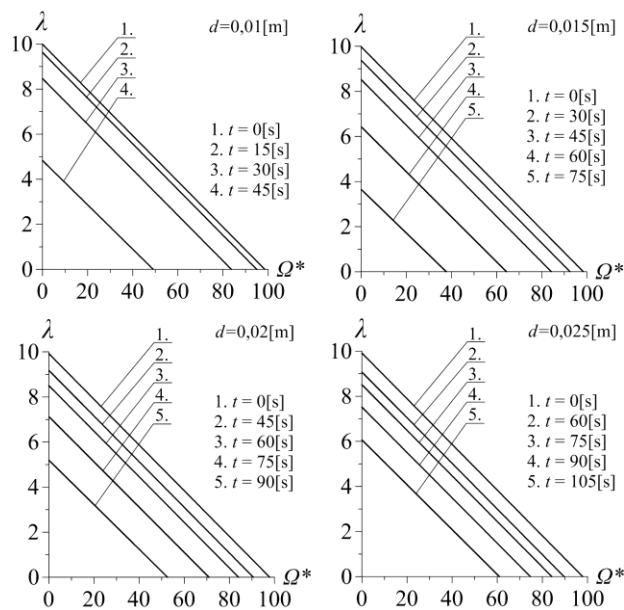 λ
d=0,01[m]
10
8
6
4
2
0
1.
2.
3.
4.
1. t = 0[s]
2. t = 15[s]
3. t = 30[s]
4. t = 45[s]
0 20 40 60 80 100
Ω*
λ
d=0,015[m]
10
8
6
4
2
0
1.
2.
3.
4.
5.
1. t = 0[s]
2. t = 30[s]
3. t = 45[s]
4. t = 60[s]
5. t = 75[s]
0 20 40 60 80 100
Ω*
λ
d=0,02[m]
10
8
6
4
2
0
1.
2.
3.
4.
5.
1. t = 0[s]
2. t = 45[s]
3. t = 60[s]
4. t = 75[s]
5. t = 90[s]
0 20 40 60 80 100
Ω*
λ
d=0,025[m]
10
8
6
4
2
0
1.
2.
3.
4.
5.
1. t = 0[s]
2. t = 60[s]
3. t = 75[s]
4. t = 90[s]
5. t = 105[s]
0 20 40 60 80 100
Ω*